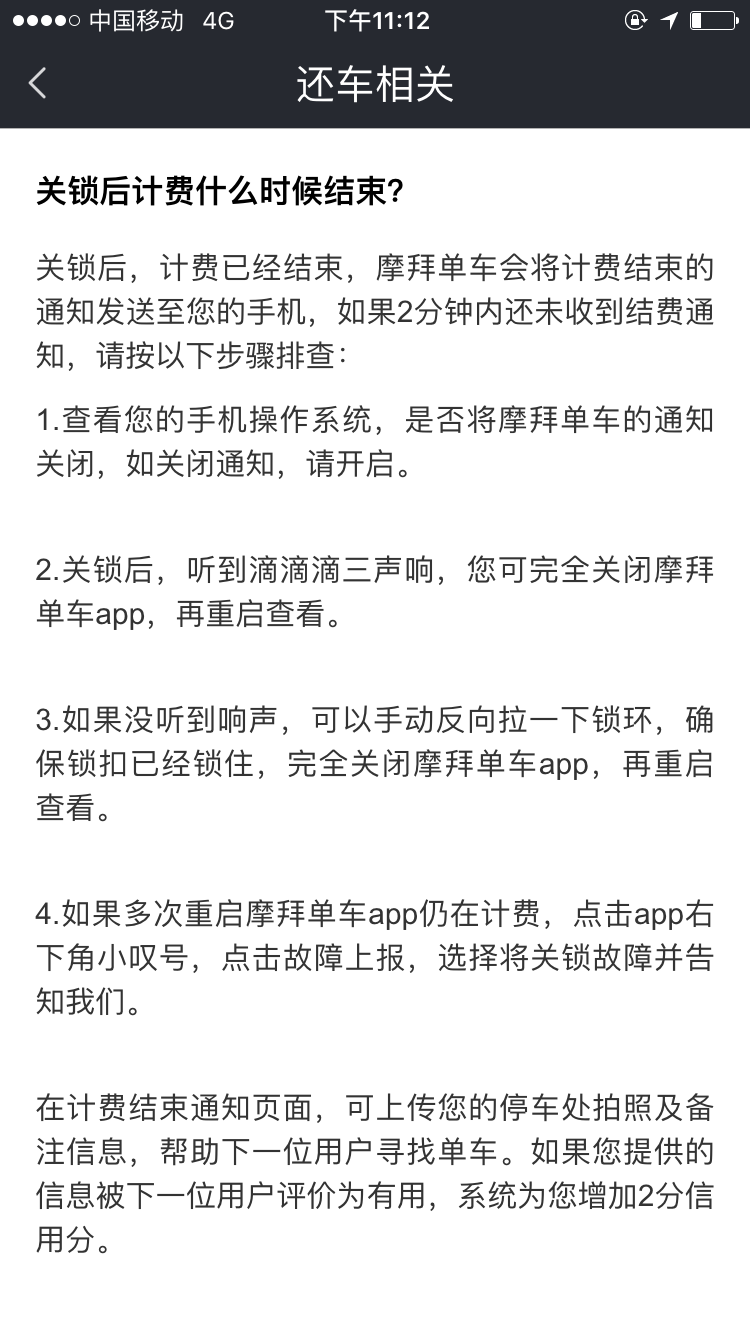 中国移动 4G 下午11:12
还车相关
关锁后计费什么时候结束?
关锁后，计费已经结束，摩拜单车会将计费结束的
通知发送至您的手机，如果2分钟内还未收到结费通
知，请按以下步骤排查：
1.查看您的手机操作系统，是否将摩拜单车的通知
关闭，如关闭通知，请开启。
2.关锁后，听到滴滴滴三声响，您可完全关闭摩拜
单车app，再重启查看。
3.如果没听到响声，可以手动反向拉一下锁环，确
保锁扣已经锁住，完全关闭摩拜单车app，再重启
查看。
4.如果多次重启摩拜单车app仍在计费，点击app右
下角小叹号，点击故障上报，选择将关锁故障并告
知我们。
在计费结束通知页面，可上传您的停车处拍照及备
注信息，帮助下一位用户寻找单车。如果您提供的
信息被下一位用户评价为有用，系统为您增加2分信
用分。